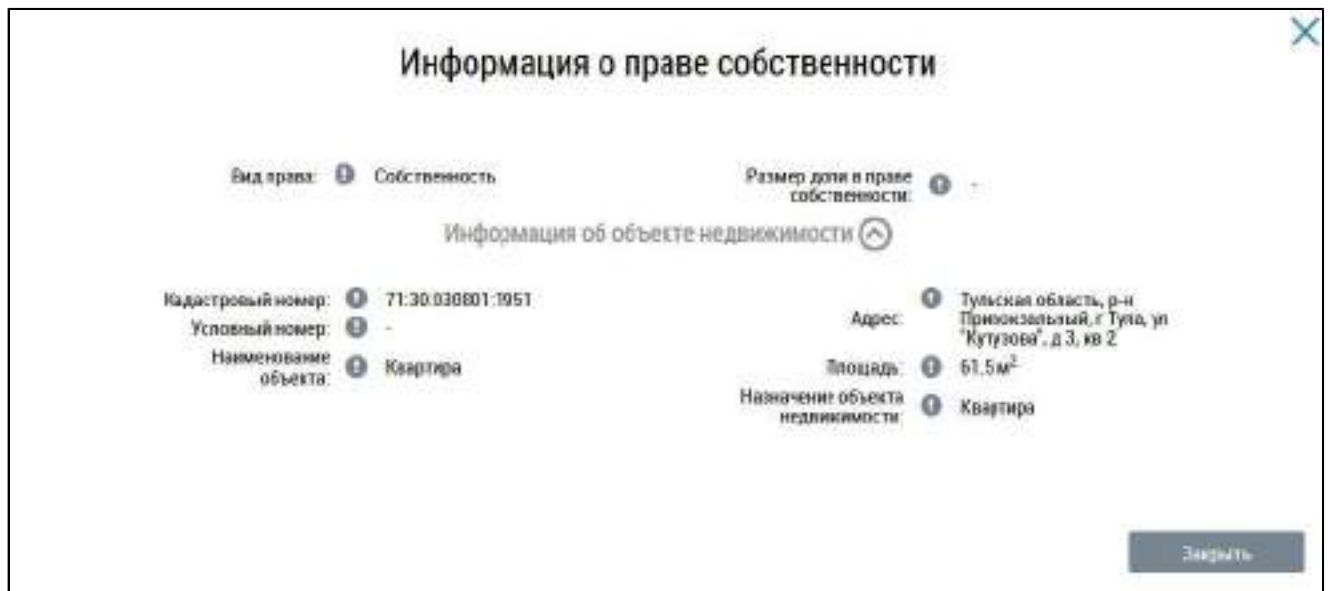 Информация о праве собственности
Вид права: Собственность
Размер доли в праве
собственности: -
Информация об объекте недвижимости
Кадастровый номер: 71:30:030801:1951
Условный номер: -
Наименование
объекта: Квартира
Адрес: Тульская область, р-н
Привокзальный, г Тула, ул
"Кутузова", д 3, кв 2
Площадь: 61.5 м²
Назначение объекта
недвижимости: Квартира
Закрыть